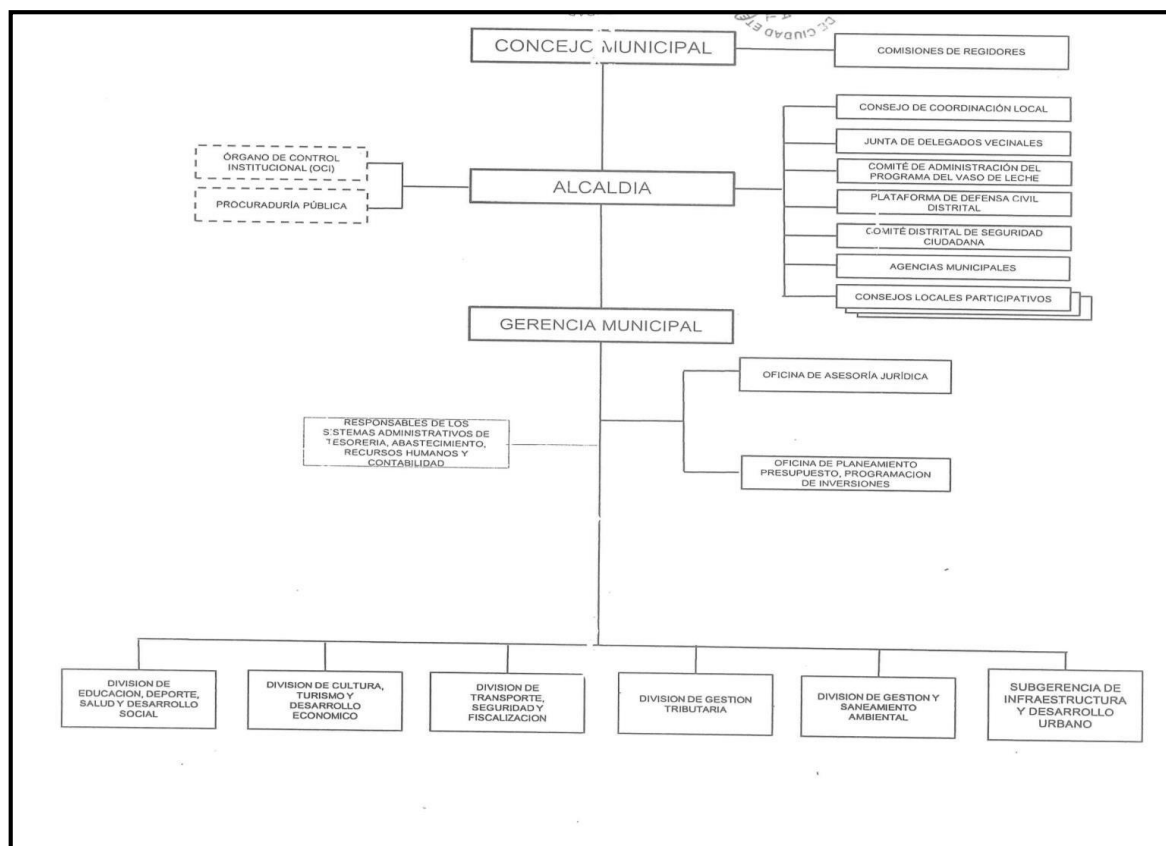 DE CIUDAD ETE
CONCEJO MUNICIPAL
COMISIONES DE REGIDORES
CONSEJO DE COORDINACIÓN LOCAL
JUNTA DE DELEGADOS VECINALES
COMITÉ DE ADMINISTRACIÓN DEL
PROGRAMA DEL VASO DE LECHE
PLATAFORMA DE DEFENSA CIVIL
DISTRITAL
COMITÉ DISTRITAL DE SEGURIDAD
CIUDADANA
AGENCIAS MUNICIPALES
CONSEJOS LOCALES PARTICIPATIVOS
ÓRGANO DE CONTROL
INSTITUCIONAL (OCI)
PROCURADURÍA PÚBLICA
ALCALDIA
GERENCIA MUNICIPAL
OFICINA DE ASESORÍA JURÍDICA
RESPONSABLES DE LOS
SISTEMAS ADMINISTRATIVOS DE
TESORERIA, ABASTECIMIENTO,
RECURSOS HUMANOS Y
CONTABILIDAD
OFICINA DE PLANEAMIENTO
PRESUPUESTO, PROGRAMACION
DE INVERSIONES
DIVISION DE
EDUCACION, DEPORTE,
SALUD Y DESARROLLO
SOCIAL
DIVISION DE CULTURA,
TURISMO Y
DESARROLLO
ECONOMICO
DIVISION DE
TRANSPORTE,
SEGURIDAD Y
FISCALIZACION
DIVISION DE GESTION
TRIBUTARIA
DIVISION DE GESTION Y
SANEAMIENTO
AMBIENTAL
SUBGERENCIA DE
INFRAESTRUCTURA
Y DESARROLLO
URBANO